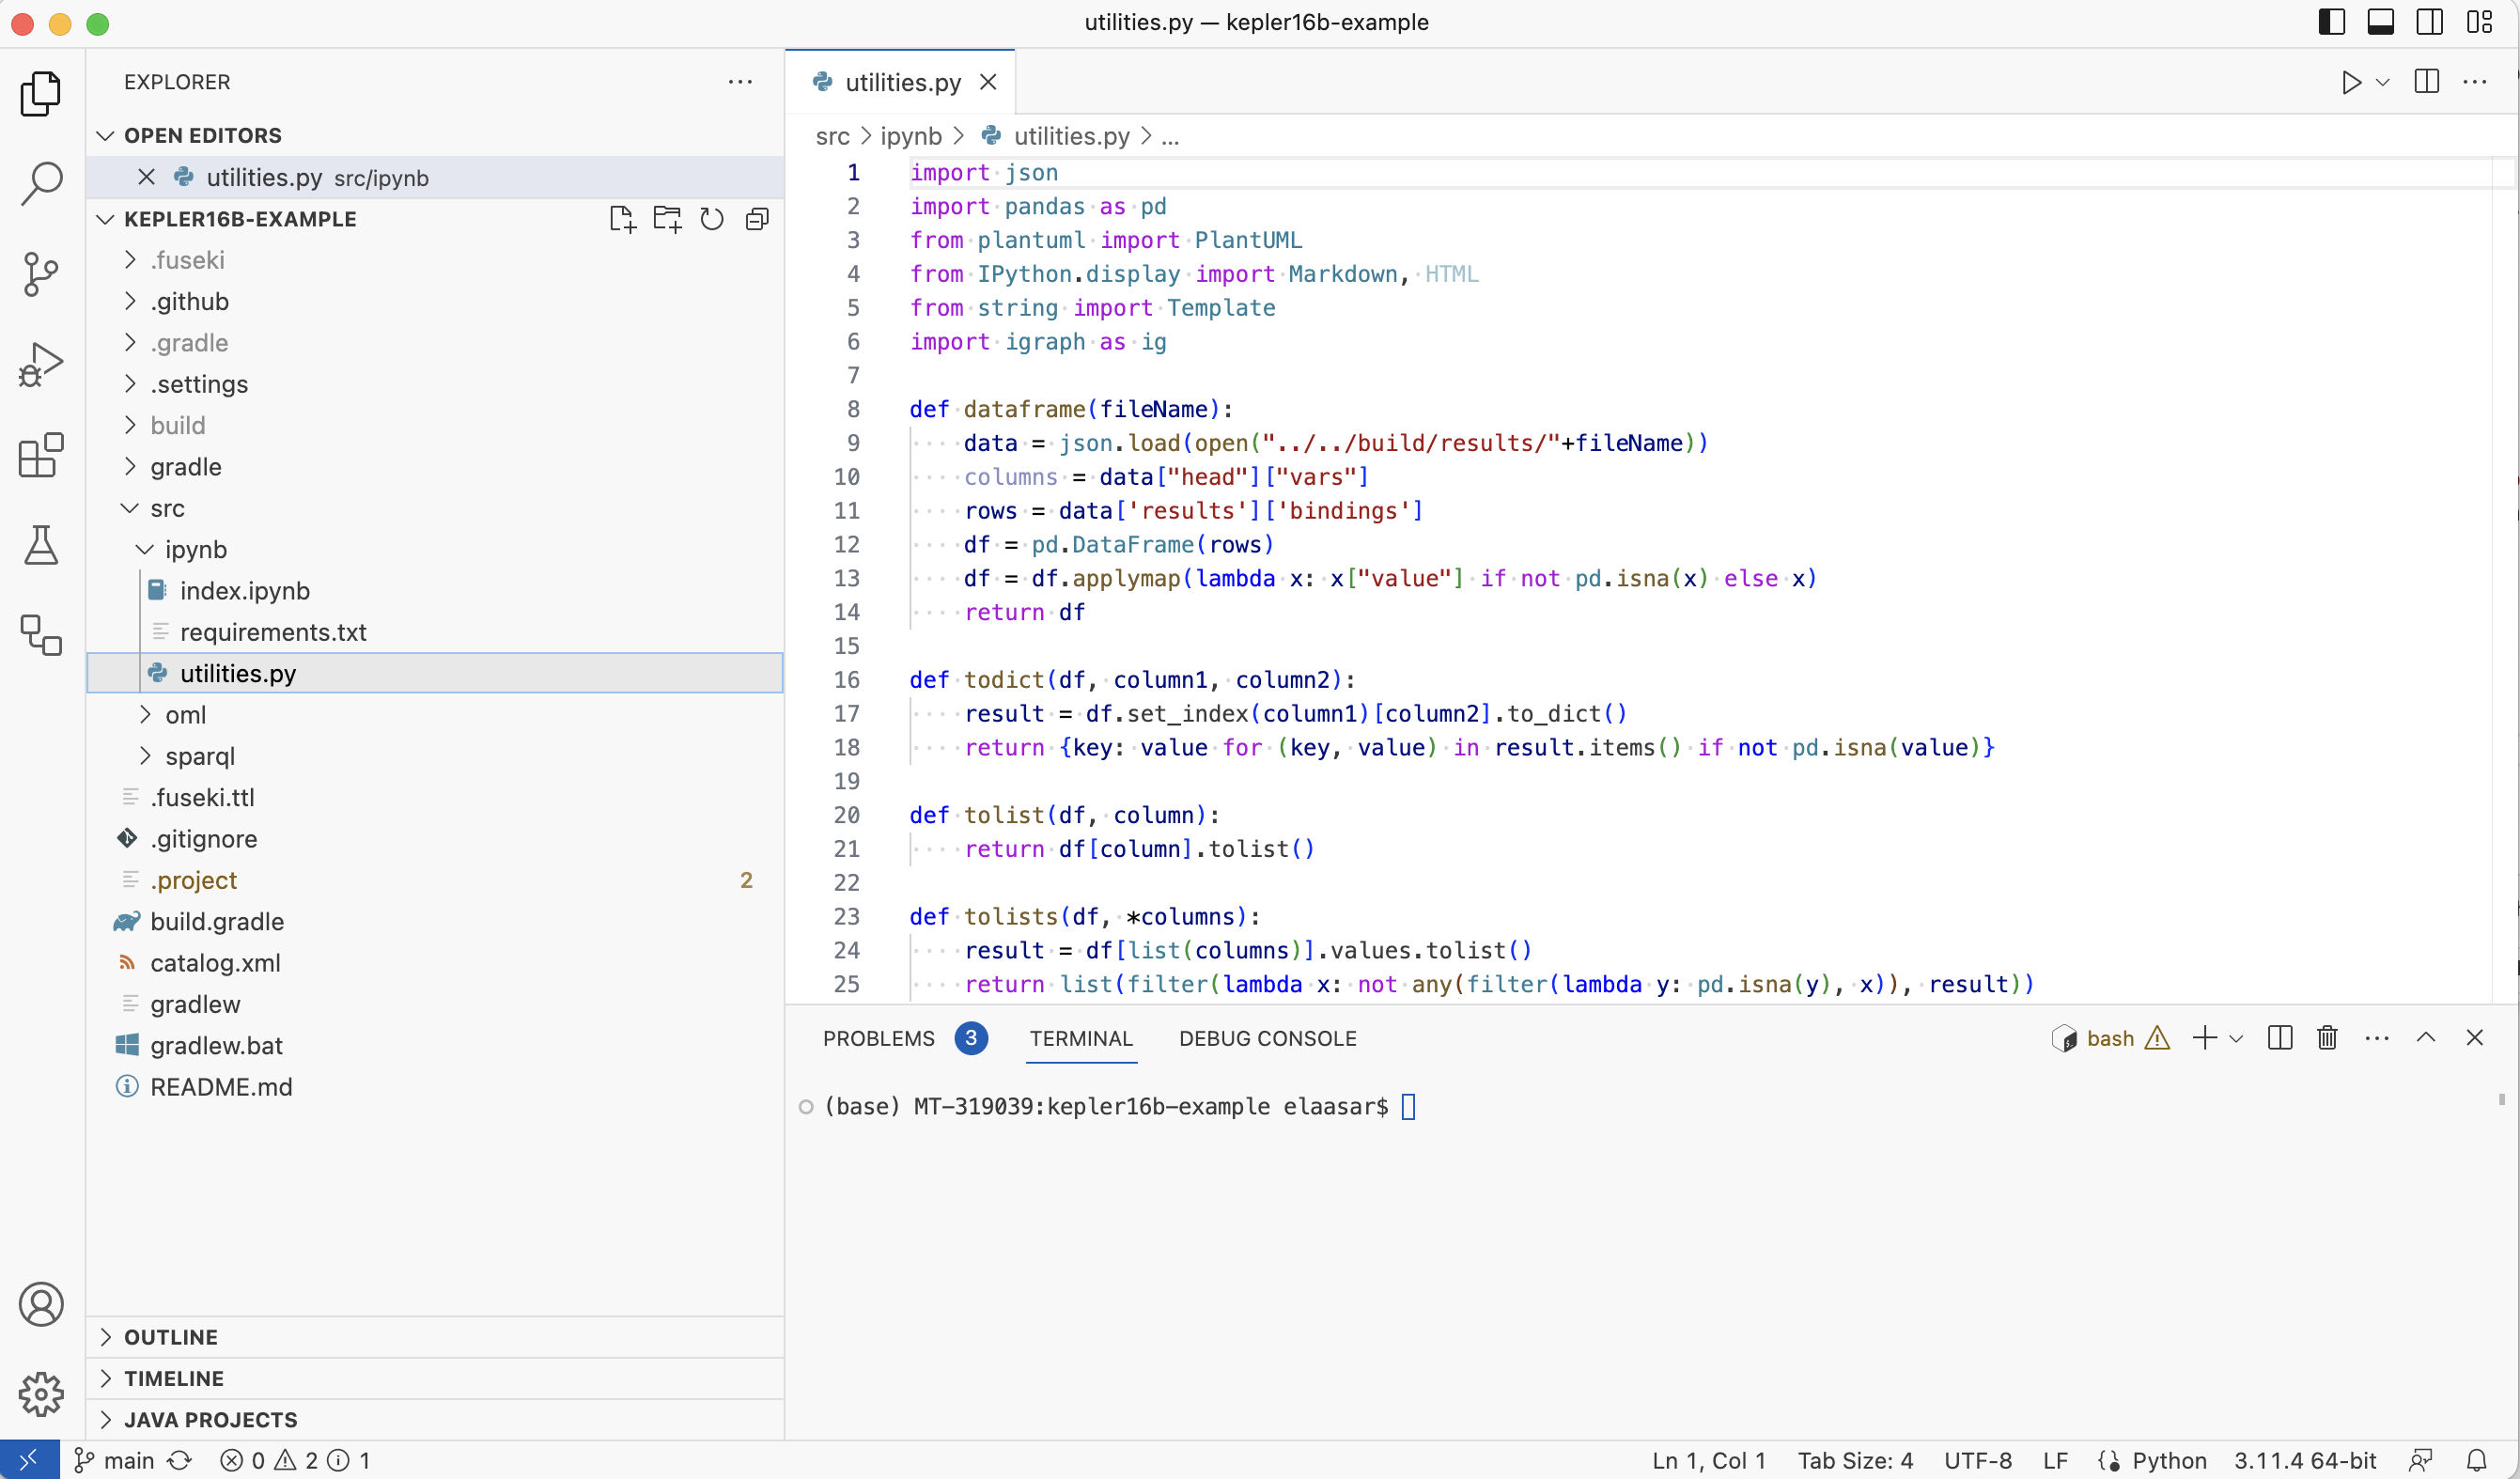 utilities.py — kepler16b-example
EXPLORER
OPEN EDITORS
utilities.py src/ipynb
KEPLER16B-EXAMPLE
.fuseki
.github
.gradle
.settings
build
gradle
src
ipynb
index.ipynb
requirements.txt
utilities.py
oml
sparql
.fuseki.ttl
.gitignore
.project 2
build.gradle
catalog.xml
gradlew
gradlew.bat
README.md
OUTLINE
TIMELINE
JAVA PROJECTS
utilities.py
src > ipynb > utilities.py > ...
1 import json
2 import pandas as pd
3 from plantuml import PlantUML
4 from IPython.display import Markdown, HTML
5 from string import Template
6 import igraph as ig
7
8 def dataframe(fileName):
9     data = json.load(open("../../build/results/"+fileName))
10     columns = data["head"]["vars"]
11     rows = data['results']['bindings']
12     df = pd.DataFrame(rows)
13     df = df.applymap(lambda x: x["value"] if not pd.isna(x) else x)
14     return df
15
16 def todict(df, column1, column2):
17     result = df.set_index(column1)[column2].to_dict()
18     return {key: value for (key, value) in result.items() if not pd.isna(value)}
19
20 def tolist(df, column):
21     return df[column].tolist()
22
23 def tolists(df, *columns):
24     result = df[list(columns)].values.tolist()
25     return list(filter(lambda x: not any(filter(lambda y: pd.isna(y), x)), result))
PROBLEMS 3 TERMINAL DEBUG CONSOLE bash
(base) MT-319039:kepler16b-example elaasar$
main 0 2 1 Ln 1, Col 1 Tab Size: 4 UTF-8 LF Python 3.11.4 64-bit